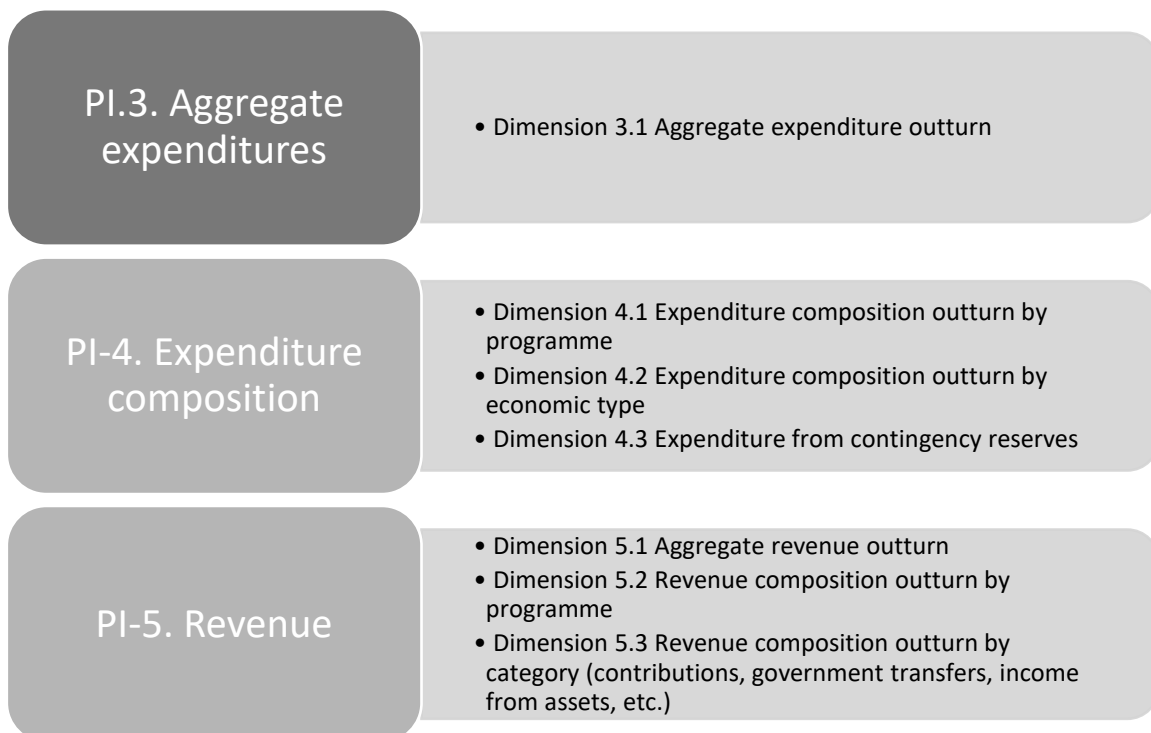 PI.3. Aggregate
expenditures
• Dimension 3.1 Aggregate expenditure outturn
PI-4. Expenditure
composition
• Dimension 4.1 Expenditure composition outturn by
programme
• Dimension 4.2 Expenditure composition outturn by
economic type
• Dimension 4.3 Expenditure from contingency reserves
PI-5. Revenue
• Dimension 5.1 Aggregate revenue outturn
• Dimension 5.2 Revenue composition outturn by
programme
• Dimension 5.3 Revenue composition outturn by
category (contributions, government transfers, income
from assets, etc.)